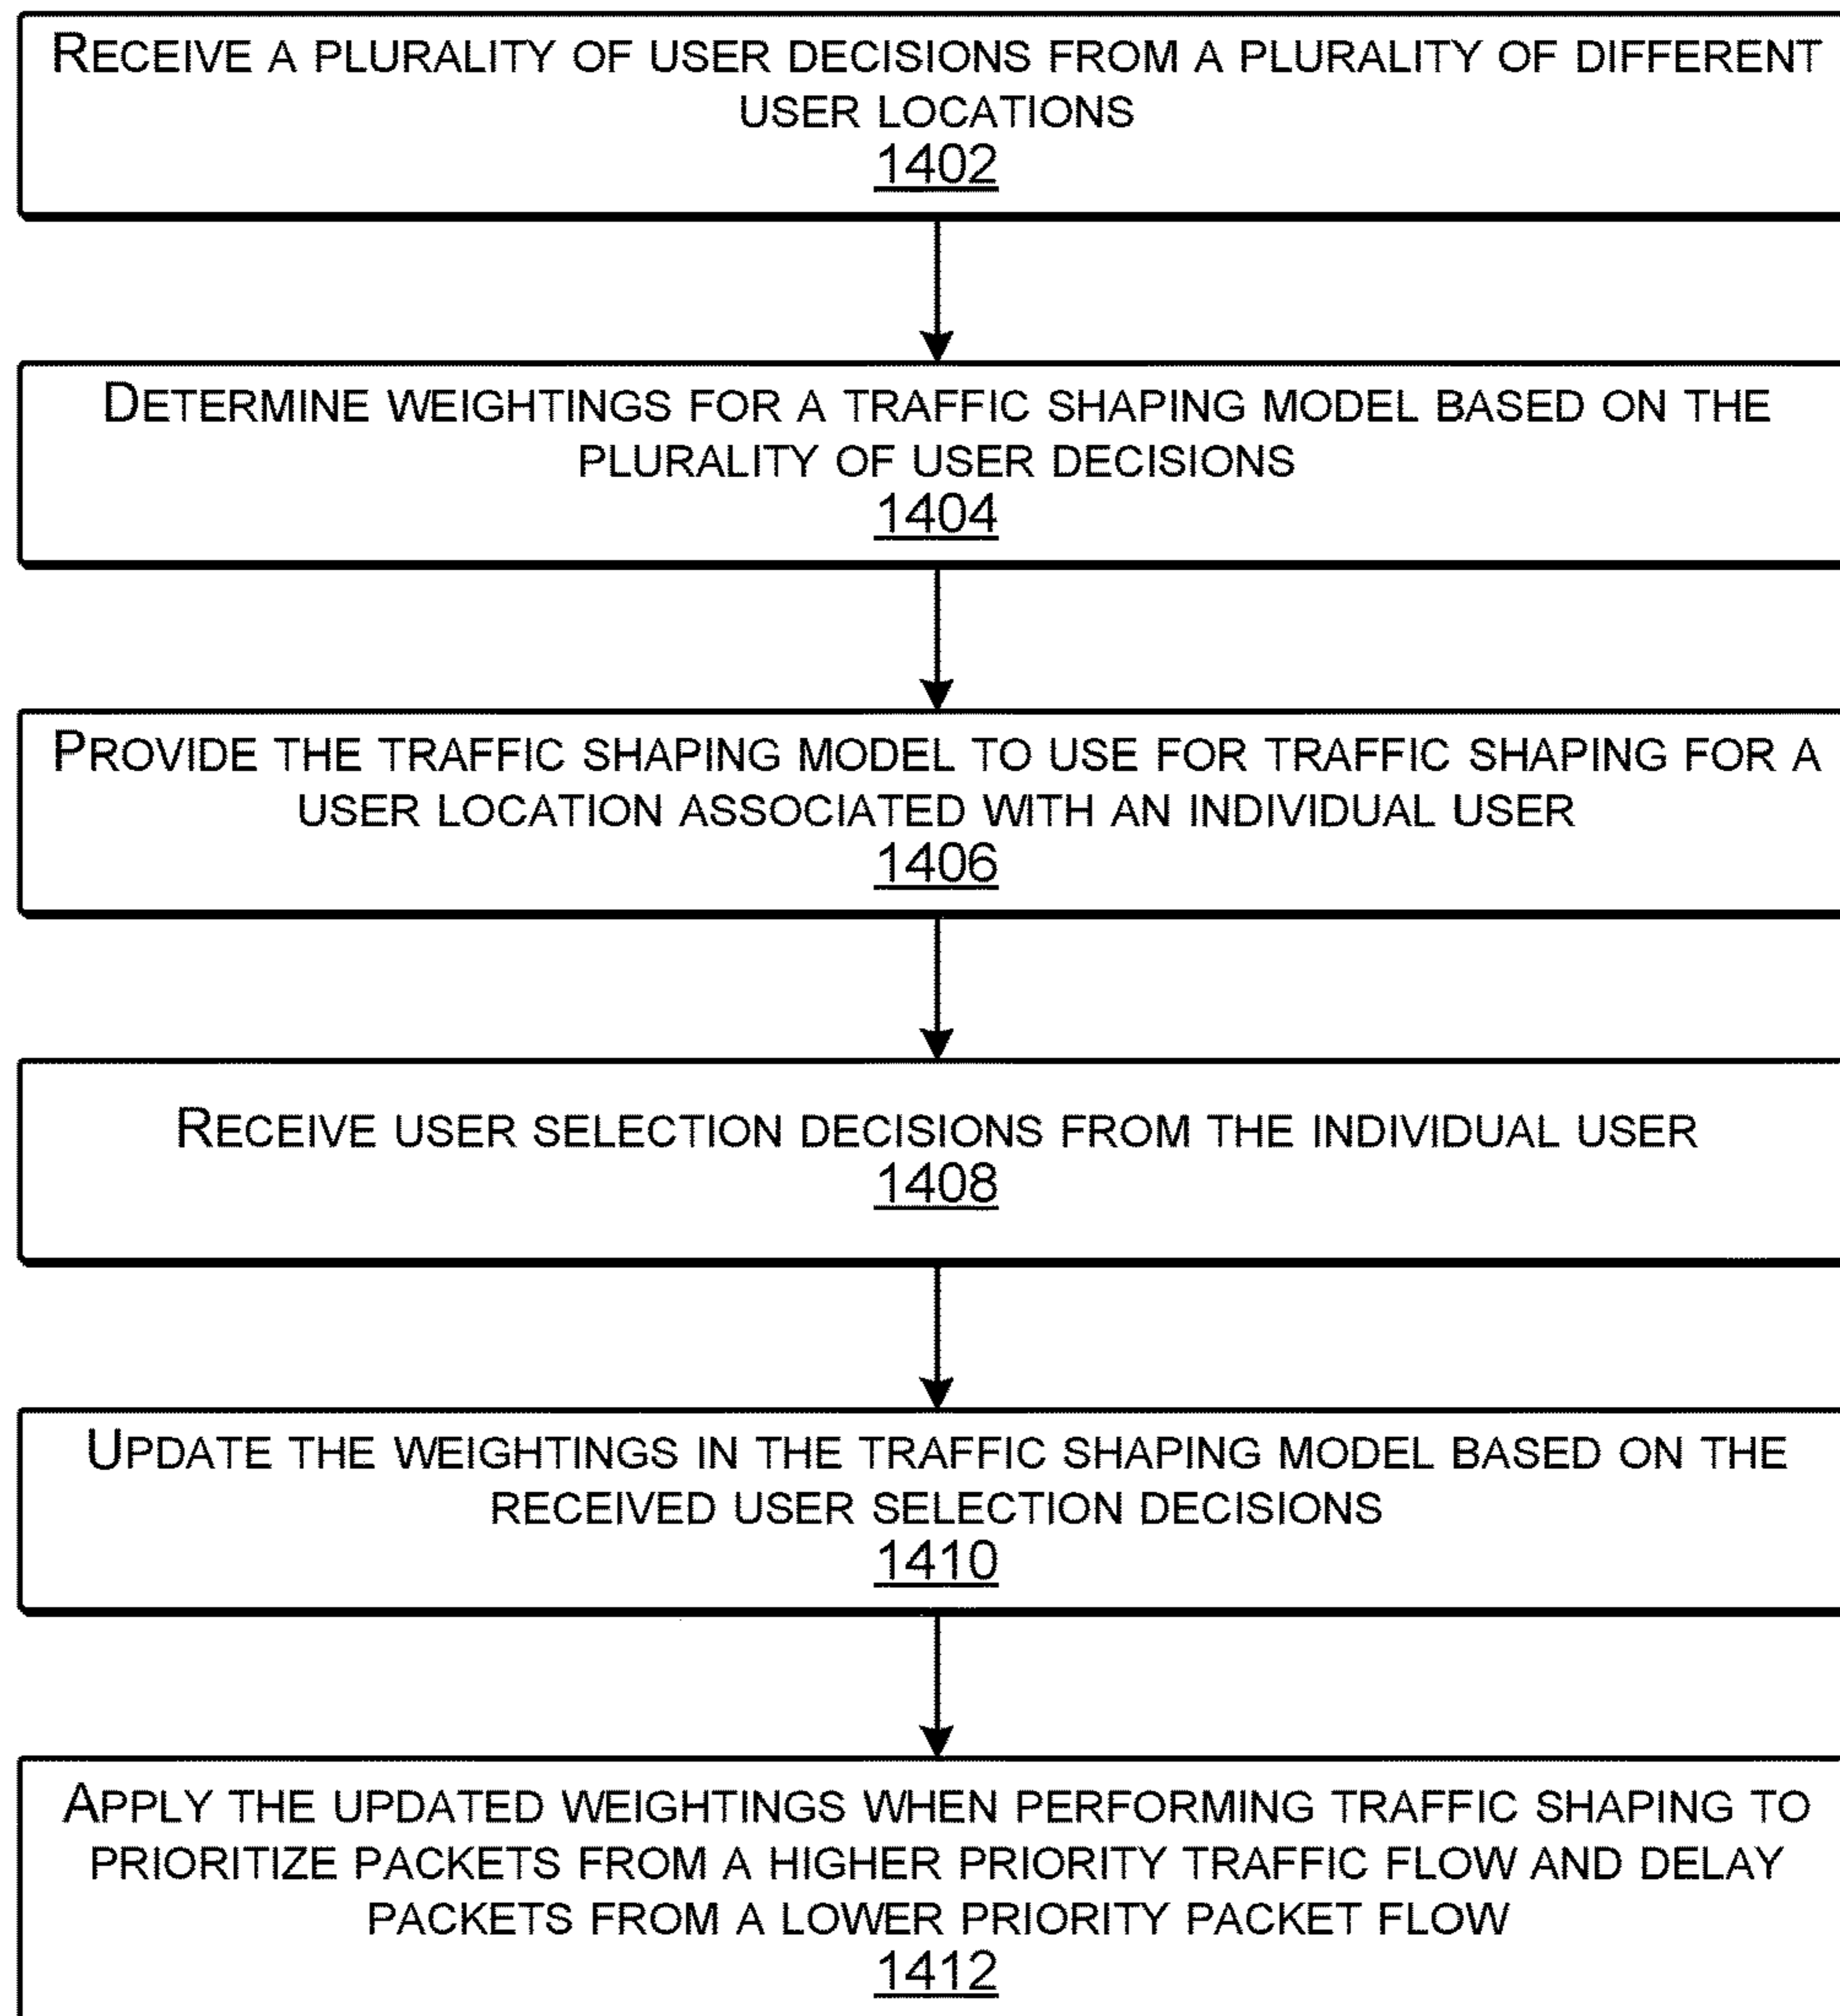 RECEIVE A PLURALITY OF USER DECISIONS FROM A PLURALITY OF DIFFERENT
USER LOCATIONS
1402
DETERMINE WEIGHTINGS FOR A TRAFFIC SHAPING MODEL BASED ON THE
PLURALITY OF USER DECISIONS
1404
PROVIDE THE TRAFFIC SHAPING MODEL TO USE FOR TRAFFIC SHAPING FOR A
USER LOCATION ASSOCIATED WITH AN INDIVIDUAL USER
1406
RECEIVE USER SELECTION DECISIONS FROM THE INDIVIDUAL USER
1408
UPDATE THE WEIGHTINGS IN THE TRAFFIC SHAPING MODEL BASED ON THE
RECEIVED USER SELECTION DECISIONS
1410
APPLY THE UPDATED WEIGHTINGS WHEN PERFORMING TRAFFIC SHAPING TO
PRIORITIZE PACKETS FROM A HIGHER PRIORITY TRAFFIC FLOW AND DELAY
PACKETS FROM A LOWER PRIORITY PACKET FLOW
1412